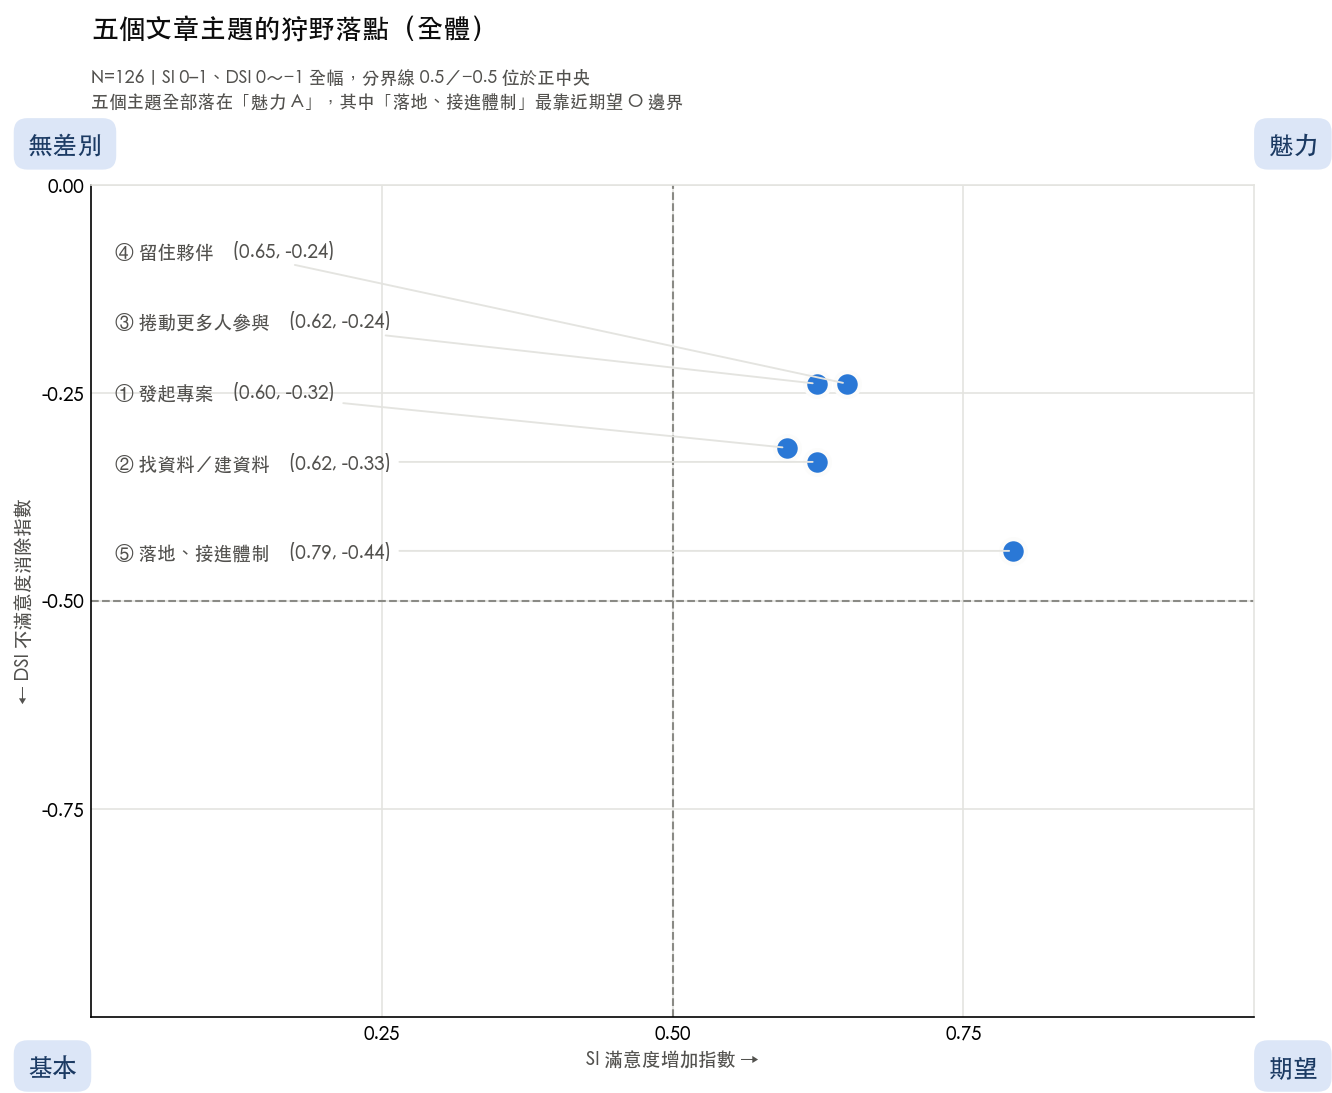 五個文章主題的狩野落點（全體）
N=126｜SI 0–1、DSI 0～−1 全幅，分界線 0.5／−0.5 位於正中央
五個主題全部落在「魅力 A」，其中「落地、接進體制」最靠近期望 O 邊界
無差別
魅力
0.00
④ 留住夥伴 (0.65, -0.24)
③ 捲動更多人參與 (0.62, -0.24)
-0.25
① 發起專案 (0.60, -0.32)
② 找資料／建資料 (0.62, -0.33)
⑤ 落地、接進體制 (0.79, -0.44)
-0.50
← DSI 不滿意度消除指數
-0.75
0.25
0.50
0.75
SI 滿意度增加指數 →
基本
期望